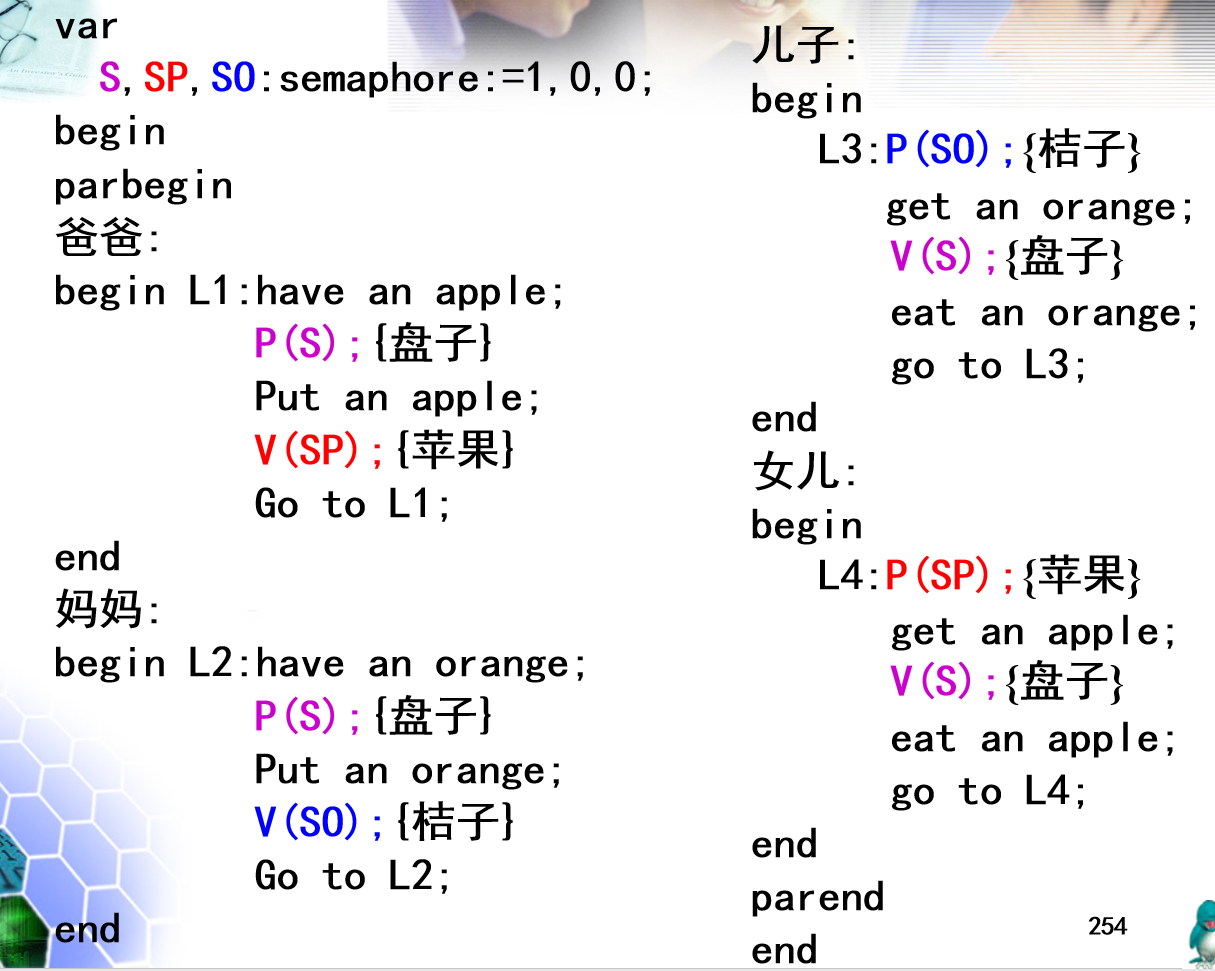 var
S,SP,SO:semaphore:=1,0,0;
begin
parbegin
爸爸:
begin L1:have an apple;
P(S);{盘子}
Put an apple;
V(SP);{苹果}
Go to L1;
end
妈妈:
begin L2:have an orange;
P(S);{盘子}
Put an orange;
V(SO);{桔子}
Go to L2;
end
儿子:
begin
L3:P(SO);{桔子}
get an orange;
V(S);{盘子}
eat an orange;
go to L3;
end
女儿:
begin
L4:P(SP);{苹果}
get an apple;
V(S);{盘子}
eat an apple;
go to L4;
end
parend
end
254